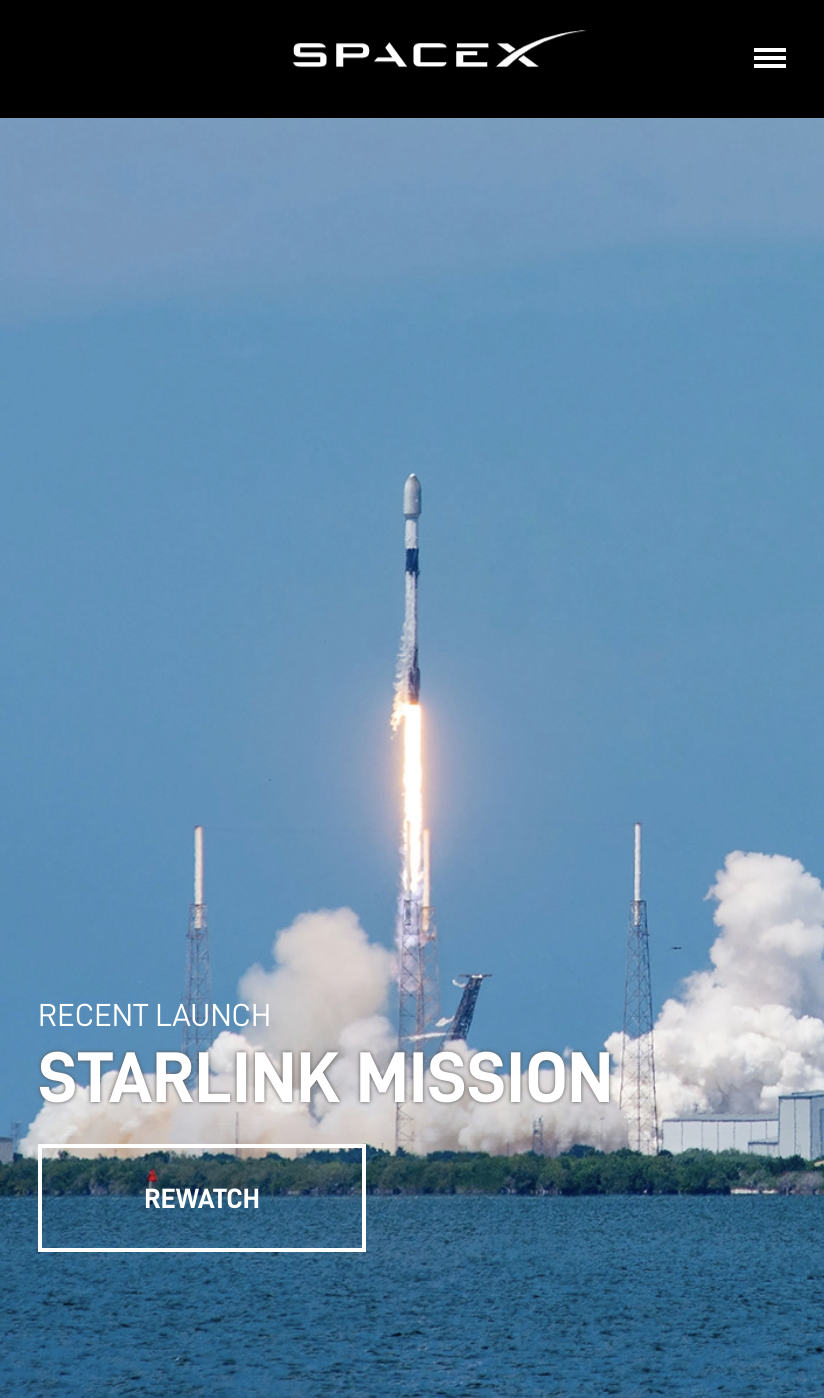 SPACEX
RECENT LAUNCH
STARLINK MISSION
REWATCH